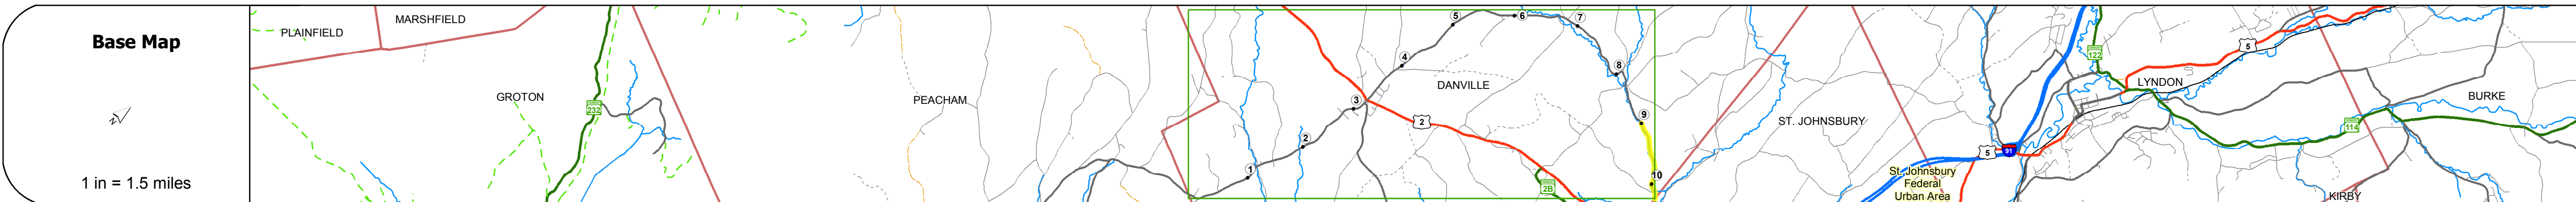 Base Map
N
1 in = 1.5 miles
PLAINFIELD
MARSHFIELD
GROTON
232
PEACHAM
1
2
3
4
5
6
7
8
9
10
DANVILLE
2
2B
ST. JOHNSBURY
St. Johnsbury
Federal
Urban Area
5
91
122
LYNDON
5
114
BURKE
KIRBY